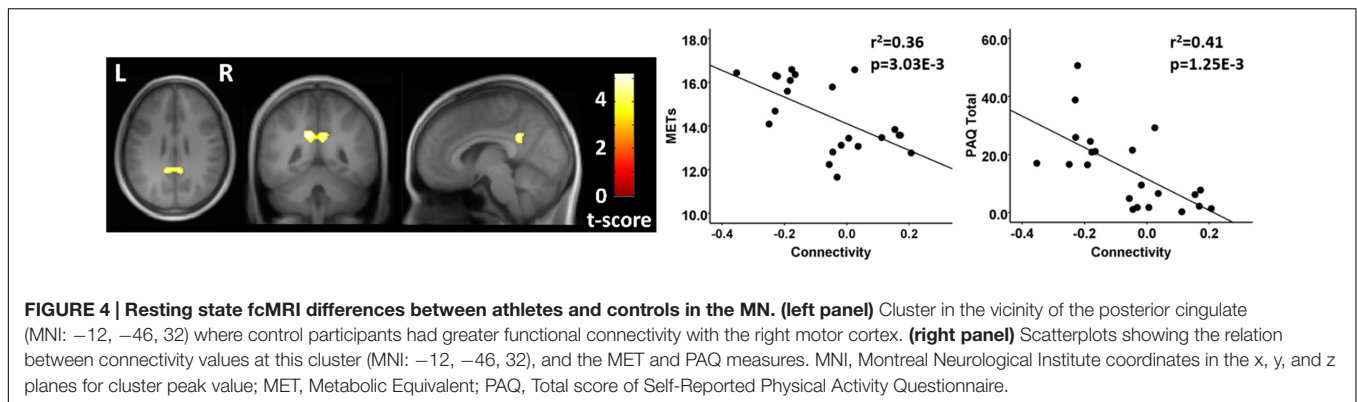 L R
4
2
0
t-score
18.0
16.0
14.0
12.0
10.0
METs
r²=0.36
p=3.03E-3
-0.4 -0.2 0.0 0.2
Connectivity
60.0
40.0
20.0
0.0
PAQ Total
r²=0.41
p=1.25E-3
-0.4 -0.2 0.0 0.2
Connectivity
FIGURE 4 | Resting state fcMRI differences between athletes and controls in the MN. (left panel) Cluster in the vicinity of the posterior cingulate
(MNI: −12, −46, 32) where control participants had greater functional connectivity with the right motor cortex. (right panel) Scatterplots showing the relation
between connectivity values at this cluster (MNI: −12, −46, 32), and the MET and PAQ measures. MNI, Montreal Neurological Institute coordinates in the x, y, and z
planes for cluster peak value; MET, Metabolic Equivalent; PAQ, Total score of Self-Reported Physical Activity Questionnaire.